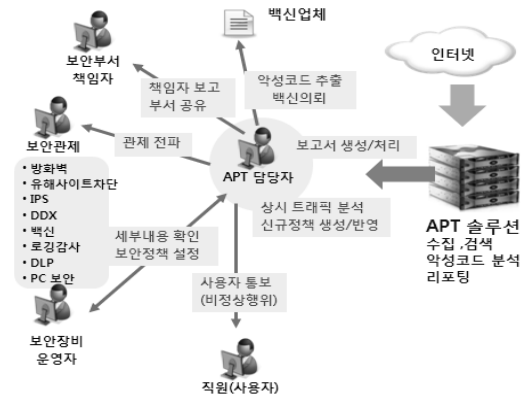 백신업체
인터넷
보안부서
책임자
책임자 보고
부서 공유
악성코드 추출
백신의뢰
보안관제
관제 전파
보고서 생성/처리
APT 담당자
• 방화벽
• 유해사이트차단
• IPS
• DDX
• 백신
• 로깅감사
• DLP
• PC 보안
상시 트래픽 분석
신규정책 생성/반영
APT 솔루션
수집 ,검색
악성코드 분석
리포팅
세부내용 확인
보안정책 설정
사용자 통보
(비정상행위)
보안장비
운영자
직원(사용자)